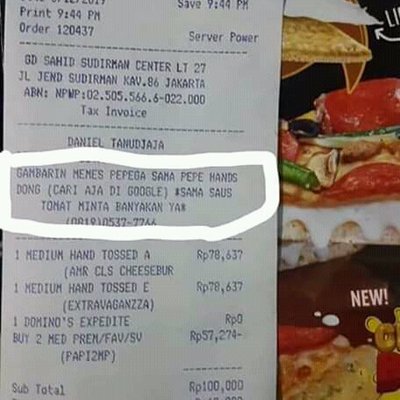 Save 9:44 PM
Print 9:44 PM
Order 120437
Server Power
GD SAHID SUDIRMAN CENTER LT 27
JL JEND SUDIRMAN KAV.86 JAKARTA
ABN: NPWP:02.505.566.6-022.000
Tax Invoice
DANIEL TANUDJAJA
GAMBARIN MEMES PEPEGA SAMA PEPE HANDS
DONG (CARI AJA DI GOOGLE) *SAMA SAUS
TOMAT MINTA BANYAKAN YA*
(0819)0537-7766
1 MEDIUM HAND TOSSED A Rp78,637
(AMR CLS CHEESEBUR
1 MEDIUM HAND TOSSED E Rp78,637
(EXTRAVAGANZZA)
1 DOMINO'S EXPEDITE Rp0
BUY 2 MED PREM/FAV/SV Rp57,274-
(PAPI2MP)
Sub Total Rp100,000
NEW!